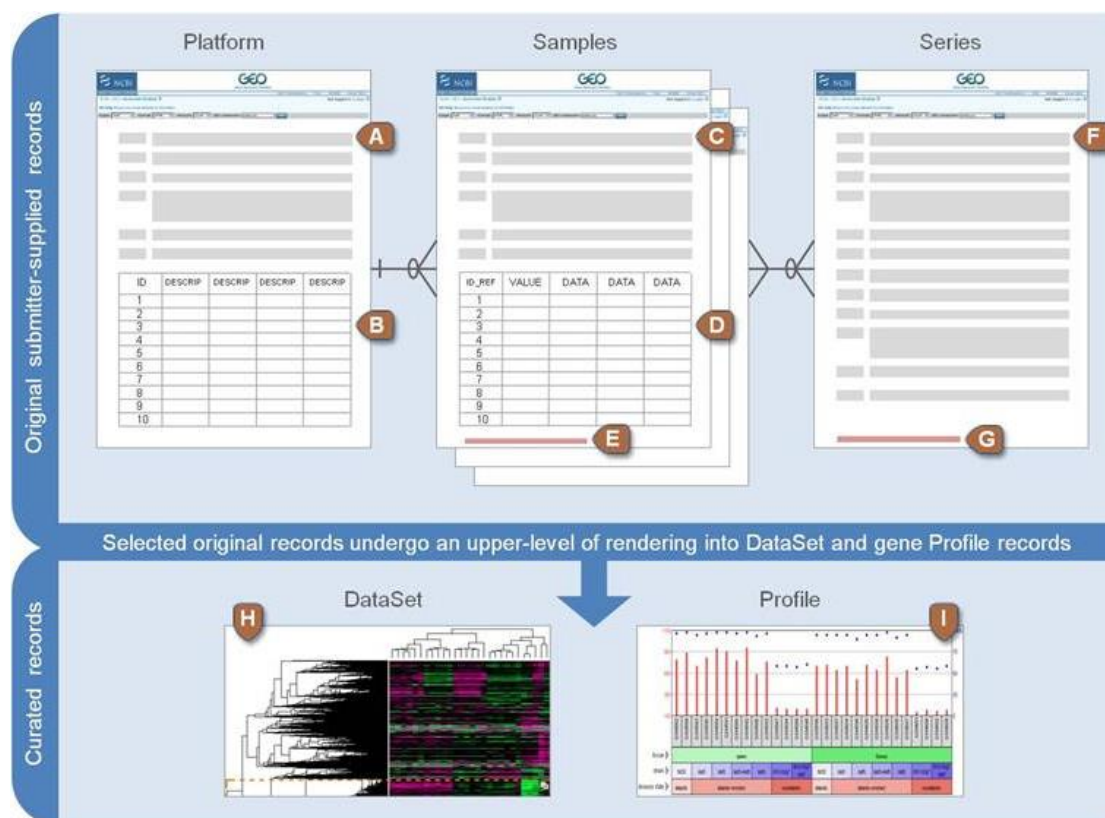 Platform
Samples
Series
Original submitter-supplied records
NCBI
GEO
NCBI
GEO
NCBI
GEO
A
C
F
ID DESCRIP DESCRIP DESCRIP DESCRIP
1
2
3
4
5
6
7
8
9
10
B
ID_REF VALUE DATA DATA DATA
1
2
3
4
5
6
7
8
9
10
D
E
G
Selected original records undergo an upper-level of rendering into DataSet and gene Profile records
Curated records
DataSet
Profile
H
I